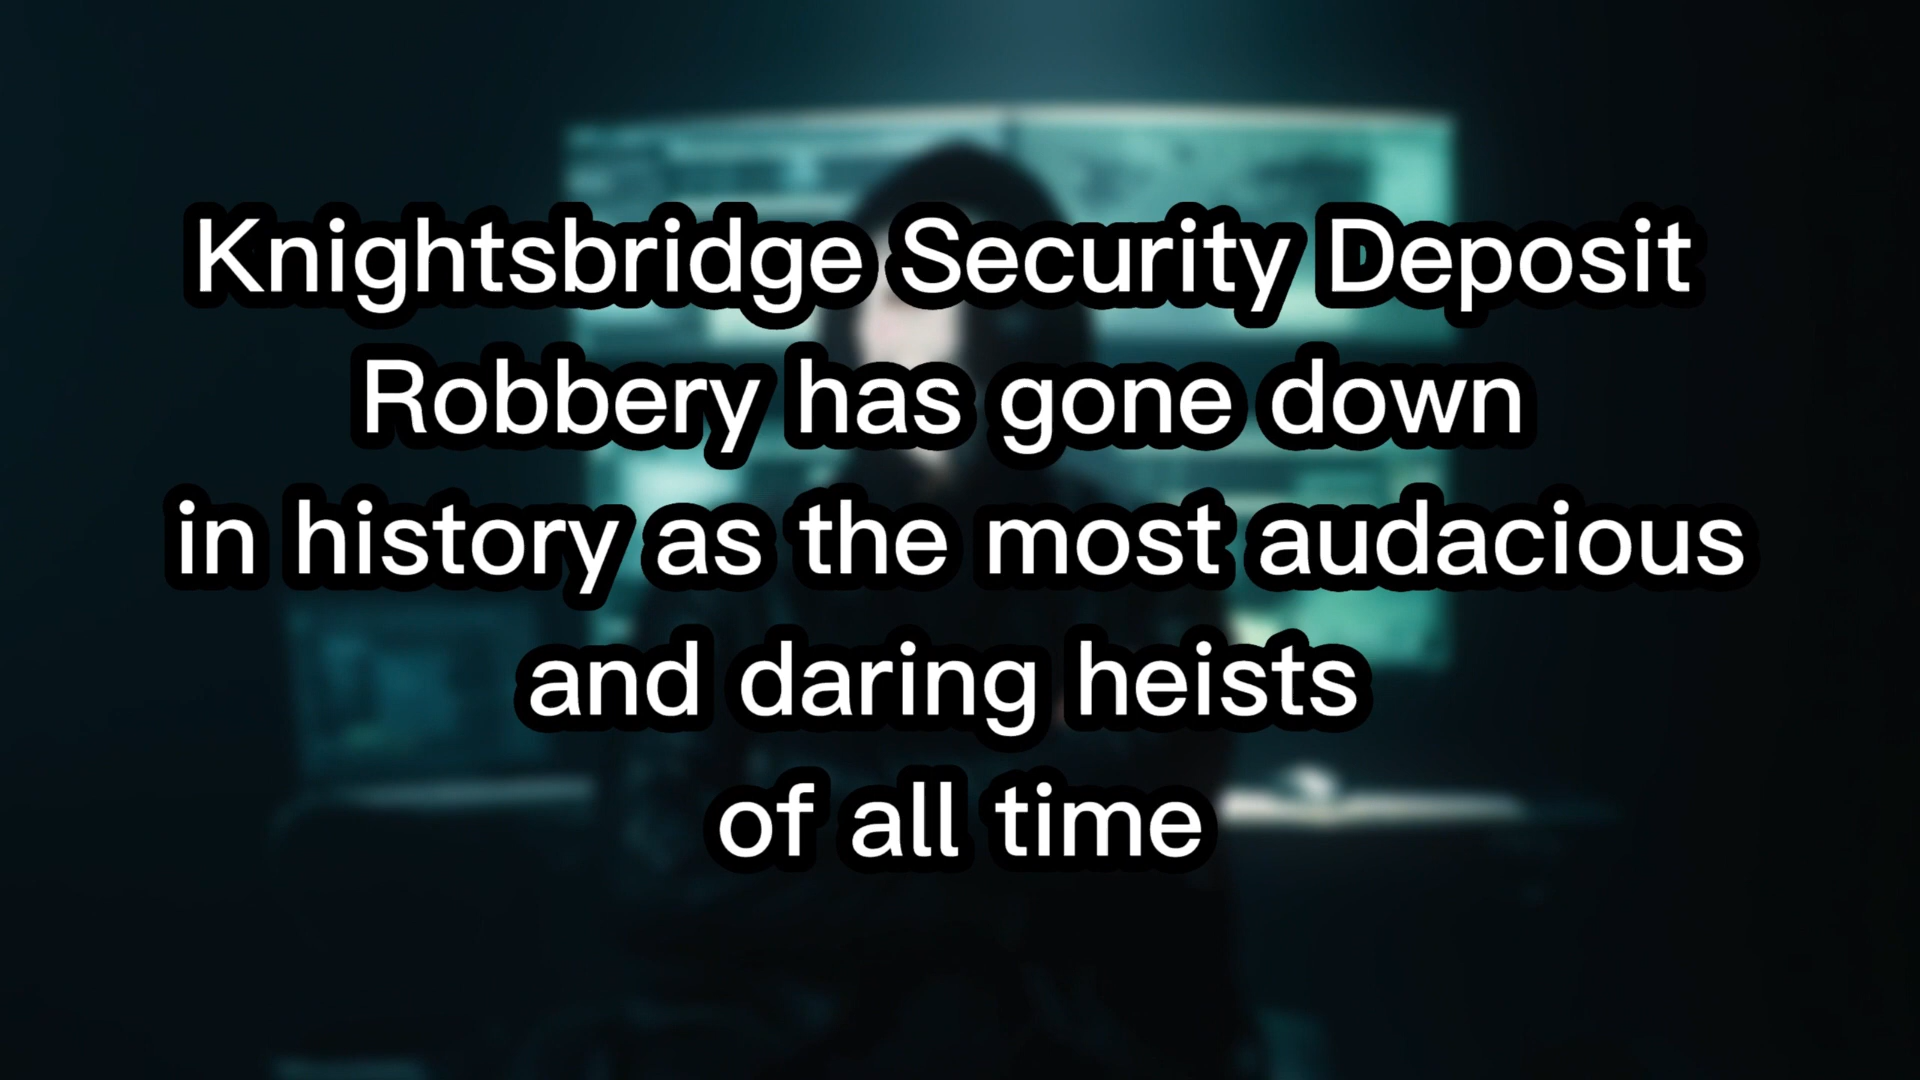 Knightsbridge Security Deposit
Robbery has gone down
in history as the most audacious
and daring heists
of all time